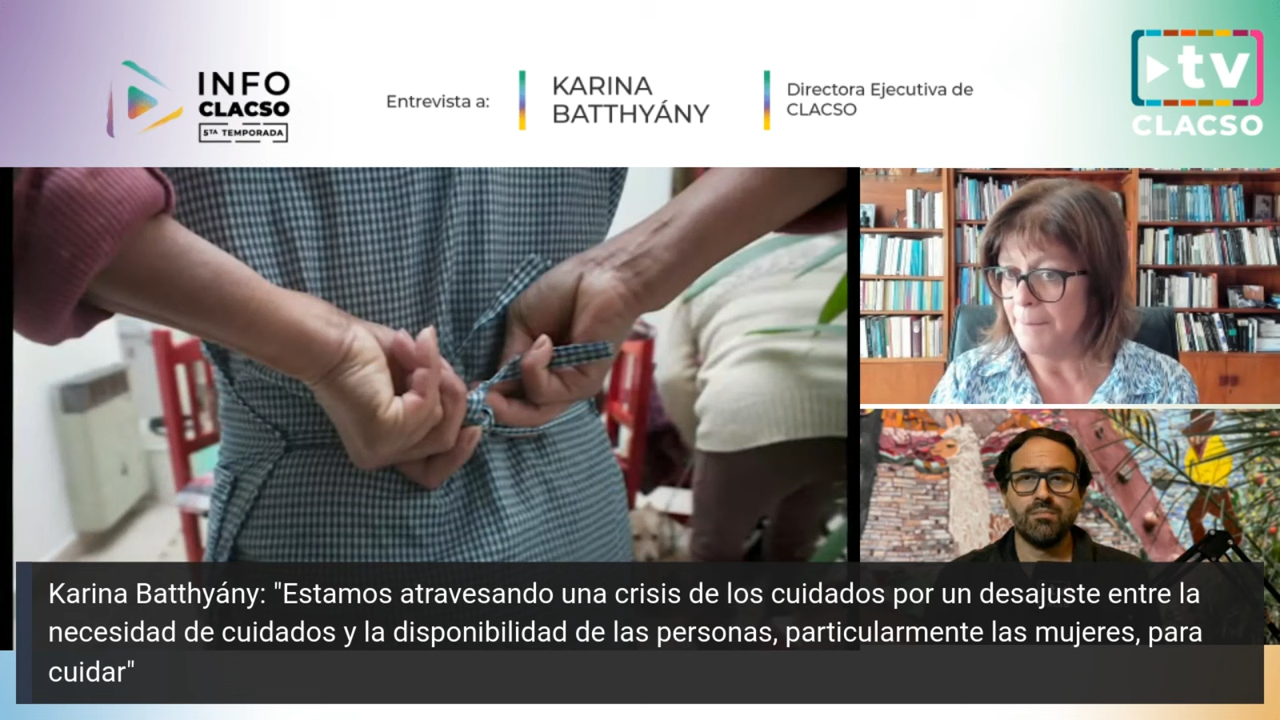 INFO
CLACSO
5TA TEMPORADA
Entrevista a:
KARINA
BATTHYÁNY
Directora Ejecutiva de
CLACSO
tv
CLACSO
Karina Batthyány: "Estamos atravesando una crisis de los cuidados por un desajuste entre la
necesidad de cuidados y la disponibilidad de las personas, particularmente las mujeres, para
cuidar"